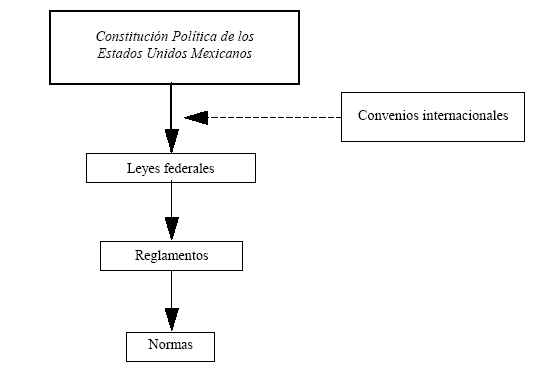 Constitución Política de los
Estados Unidos Mexicanos
Convenios internacionales
Leyes federales
Reglamentos
Normas